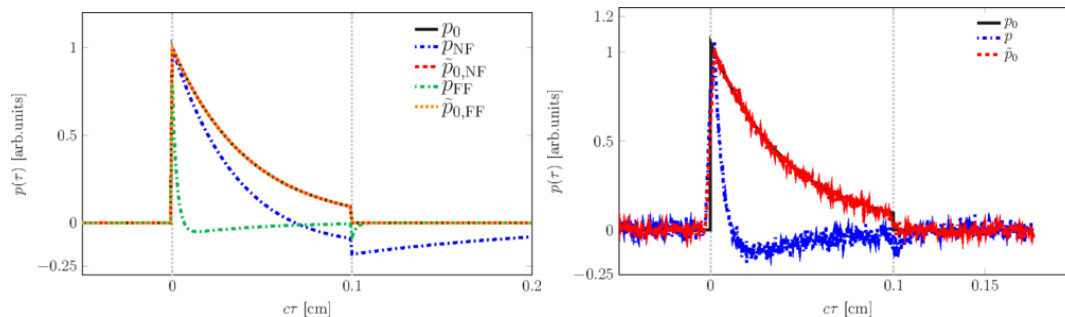 1
0.5
0
−0.25
p(τ) [arb.units]
0
0.1
0.2
cτ [cm]
p₀
p_NF
p̃₀,NF
p_FF
p̃₀,FF
1.2
1
0.5
0
−0.25
p(τ) [arb.units]
0
0.1
0.15
cτ [cm]
p₀
p
p̃₀